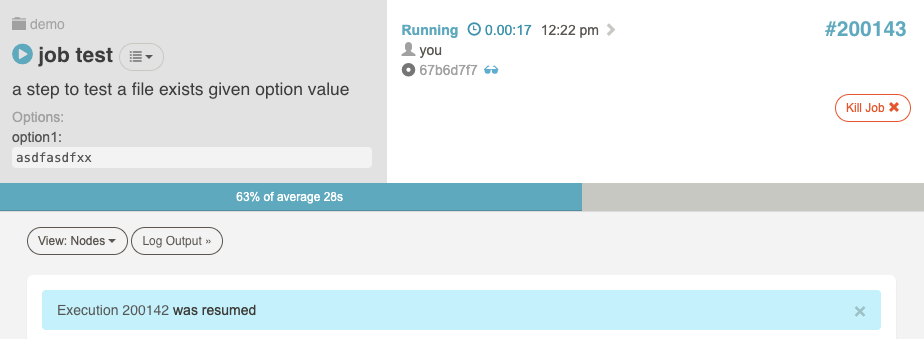 demo
job test
a step to test a file exists given option value
Options:
option1:
asdfasdfxx
Running 0.00:17 12:22 pm
you
67b6d7f7
#200143
Kill Job
63% of average 28s
View: Nodes
Log Output »
Execution 200142 was resumed